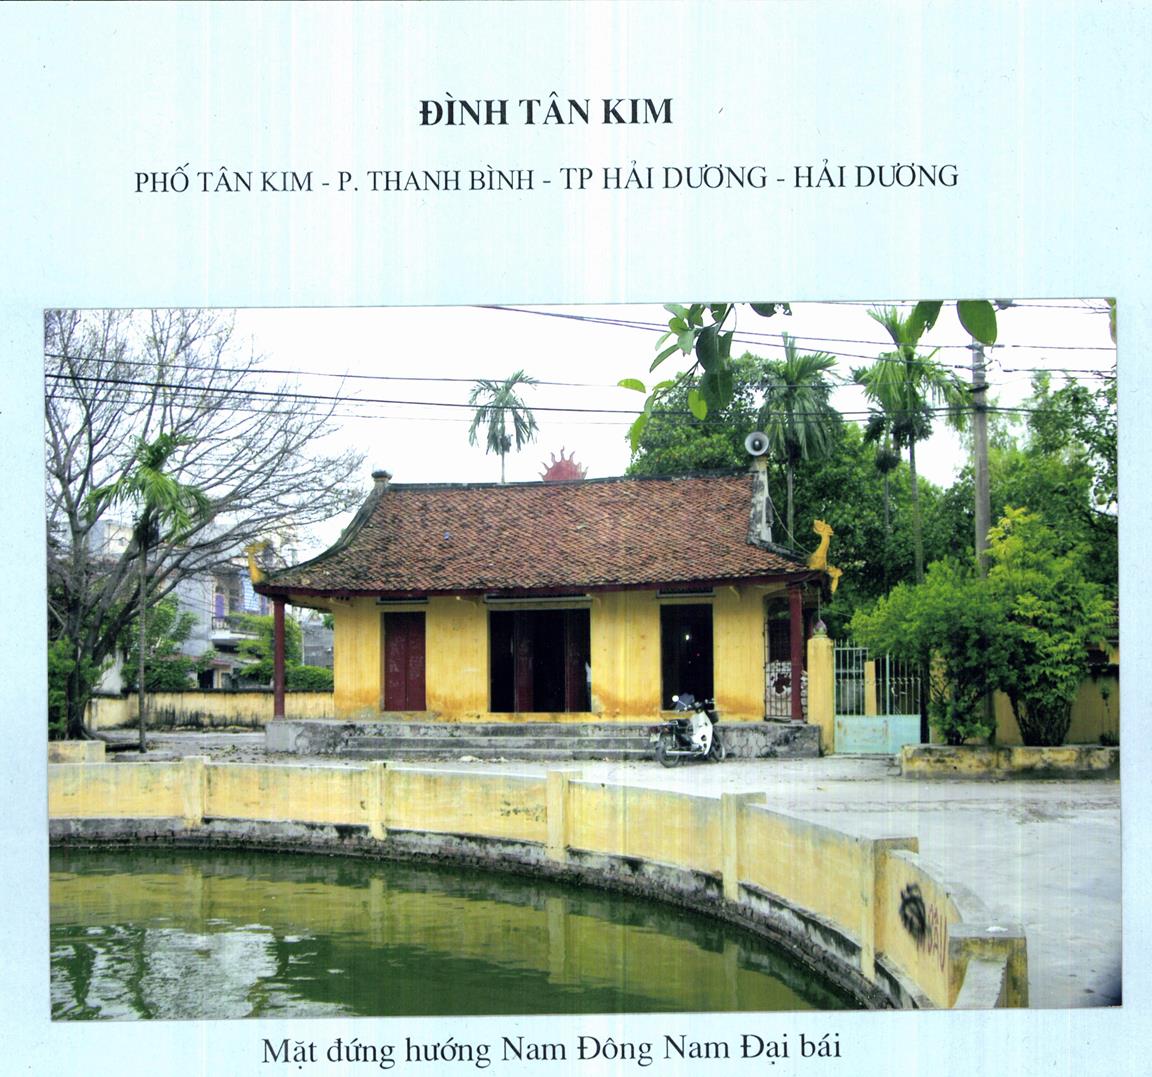 ĐÌNH TÂN KIM
PHỐ TÂN KIM - P. THANH BÌNH - TP HẢI DƯƠNG - HẢI DƯƠNG
Mặt đứng hướng Nam Đông Nam Đại bái